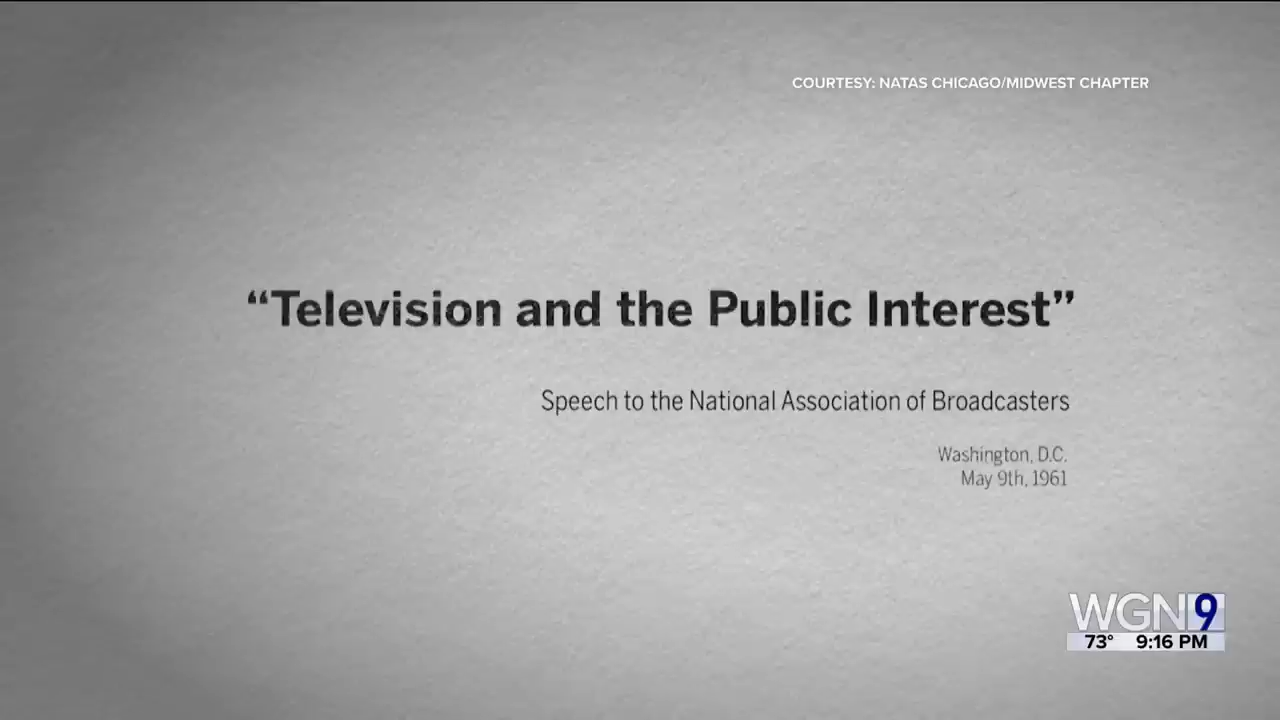 COURTESY: NATAS CHICAGO/MIDWEST CHAPTER
“Television and the Public Interest”
Speech to the National Association of Broadcasters
Washington, D.C.
May 9th, 1961
WGN9
73° 9:16 PM